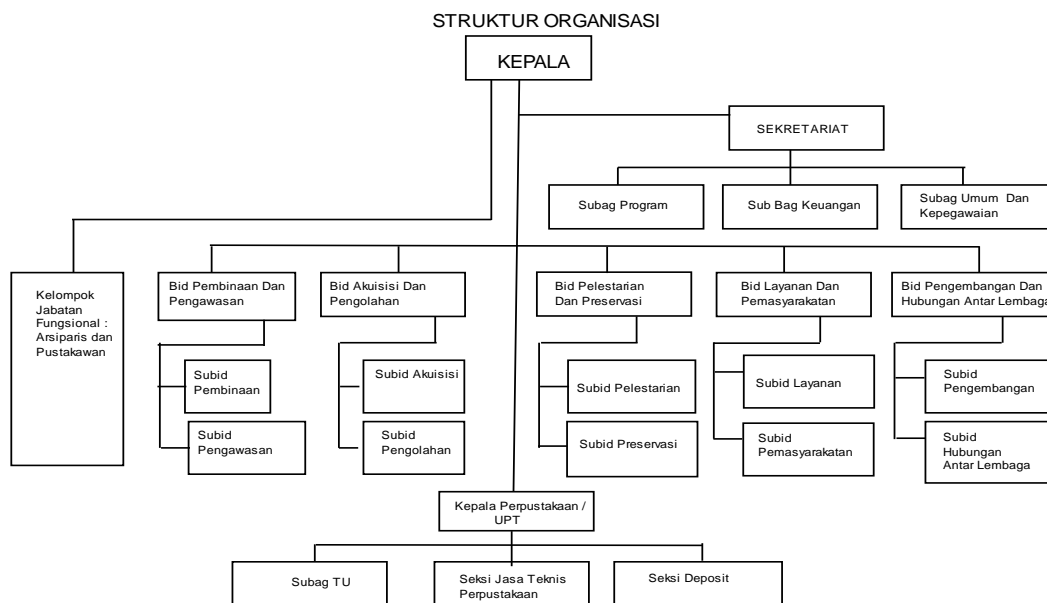 STRUKTUR ORGANISASI
KEPALA
SEKRETARIAT
Subag Program
Sub Bag Keuangan
Subag Umum Dan
Kepegawaian
Kelompok
Jabatan
Fungsional :
Arsiparis dan
Pustakawan
Bid Pembinaan Dan
Pengawasan
Bid Akuisisi Dan
Pengolahan
Bid Pelestarian
Dan Preservasi
Bid Layanan Dan
Pemasyarakatan
Bid Pengembangan Dan
Hubungan Antar Lembaga
Subid
Pembinaan
Subid Akuisisi
Subid Pelestarian
Subid Layanan
Subid
Pengembangan
Subid
Pengawasan
Subid
Pengolahan
Subid Preservasi
Subid
Pemasyarakatan
Subid
Hubungan
Antar Lembaga
Kepala Perpustakaan /
UPT
Subag TU
Seksi Jasa Teknis
Perpustakaan
Seksi Deposit